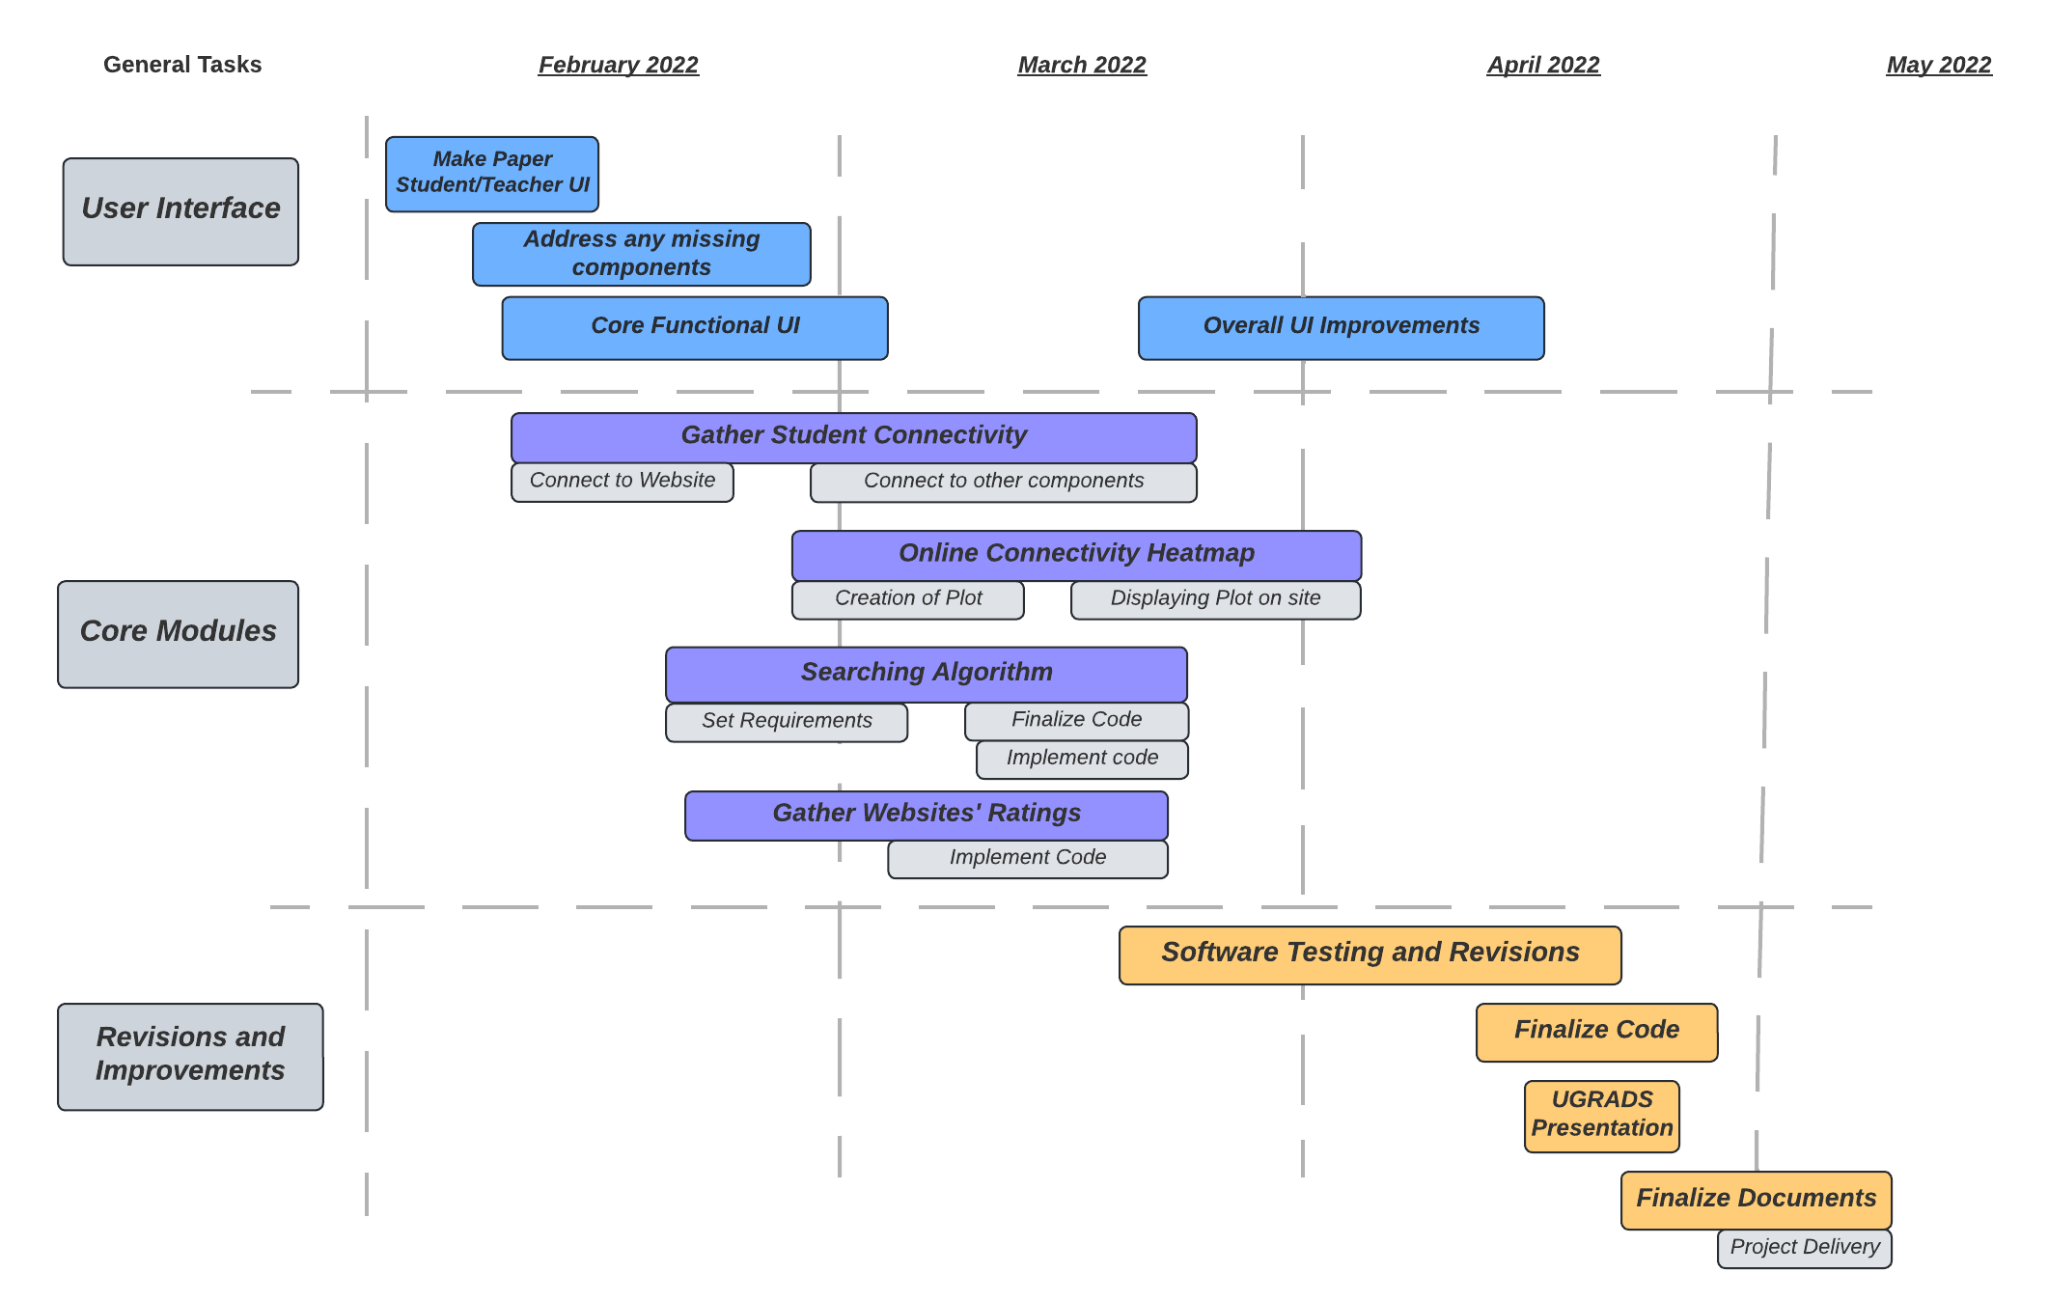 General Tasks
February 2022
March 2022
April 2022
May 2022
User Interface
Make Paper
Student/Teacher UI
Address any missing
components
Core Functional UI
Overall UI Improvements
Core Modules
Gather Student Connectivity
Connect to Website
Connect to other components
Online Connectivity Heatmap
Creation of Plot
Displaying Plot on site
Searching Algorithm
Set Requirements
Finalize Code
Implement code
Gather Websites' Ratings
Implement Code
Revisions and
Improvements
Software Testing and Revisions
Finalize Code
UGRADS
Presentation
Finalize Documents
Project Delivery